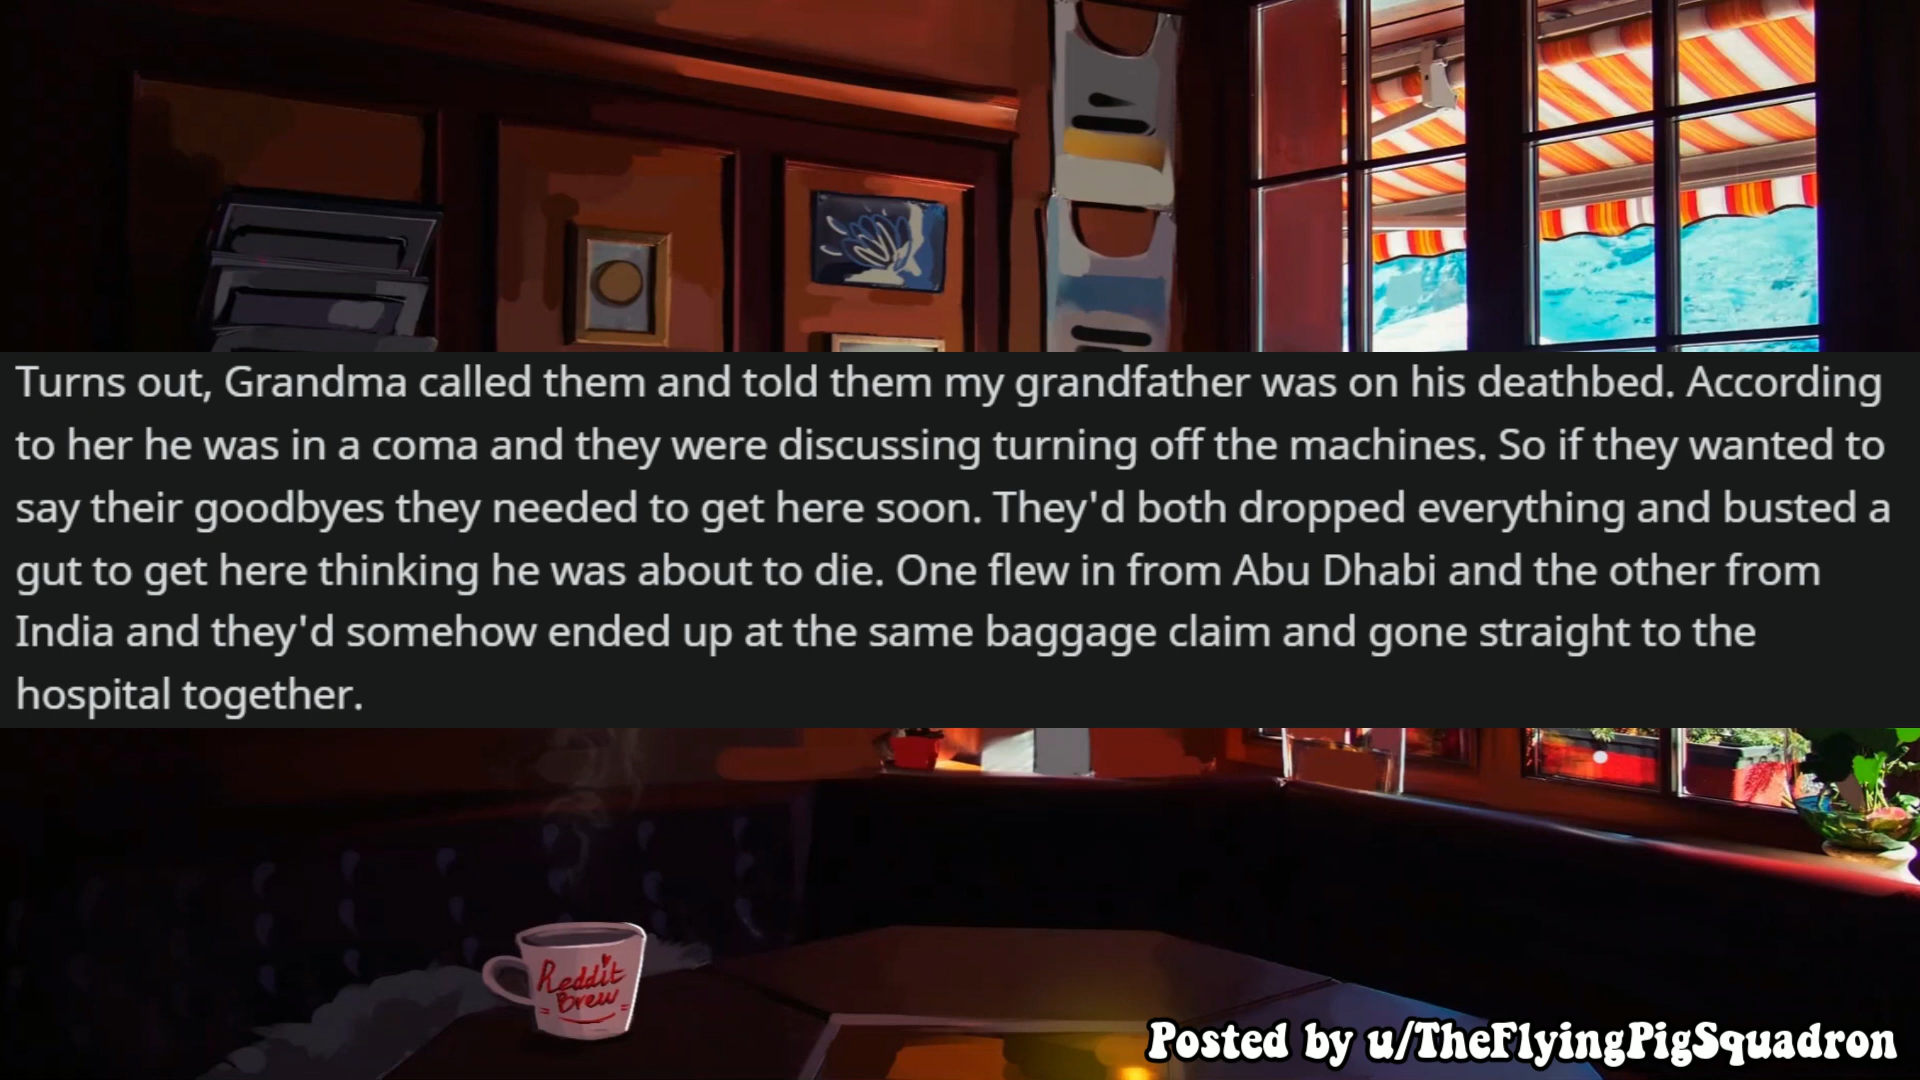 Turns out, Grandma called them and told them my grandfather was on his deathbed. According
to her he was in a coma and they were discussing turning off the machines. So if they wanted to
say their goodbyes they needed to get here soon. They'd both dropped everything and busted a
gut to get here thinking he was about to die. One flew in from Abu Dhabi and the other from
India and they'd somehow ended up at the same baggage claim and gone straight to the
hospital together.
Reddit
Brew
Posted by u/TheFlyingPigSquadron